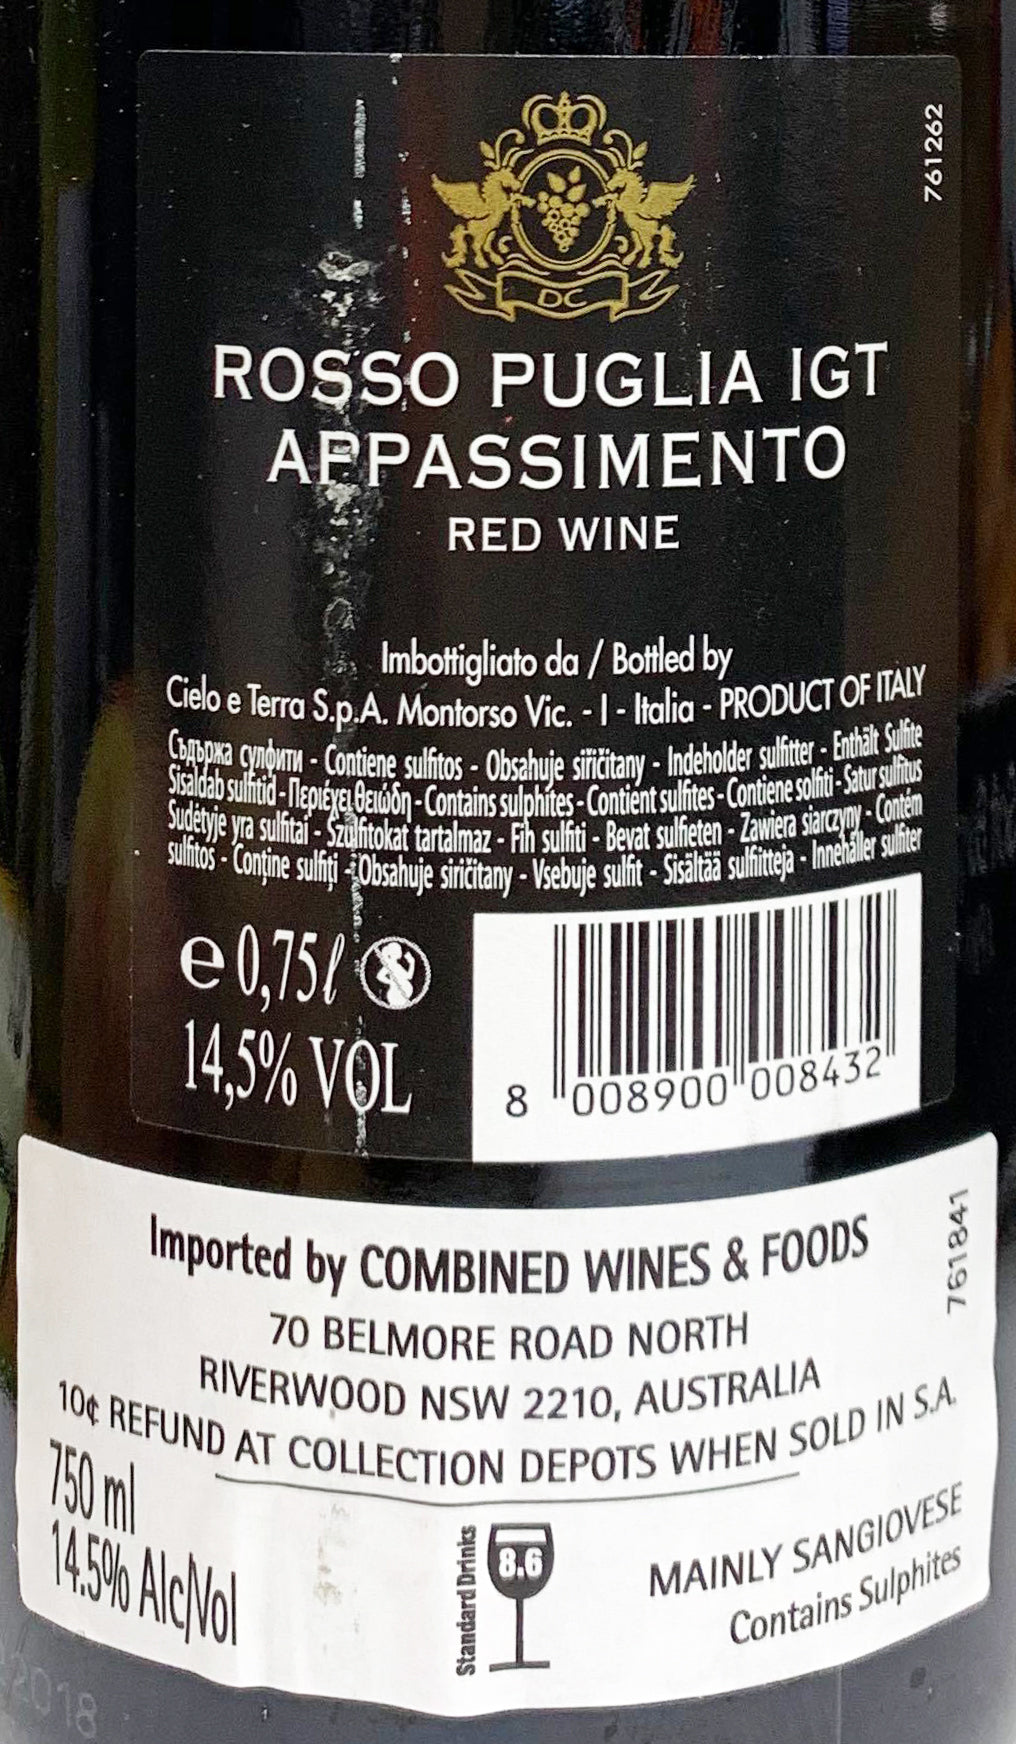 761262
DC
ROSSO PUGLIA IGT
APPASSIMENTO
RED WINE
Imbottigliato da / Bottled by
Cielo e Terra S.p.A. Montorso Vic. - I - Italia - PRODUCT OF ITALY
Съдържа сулфити - Contiene sulfitos - Obsahuje siřičitany - Indeholder sulfitter - Enthält Sulfite
Sisaldab sulfitid - Περιέχει θειώδη - Contains sulphites - Contient sulfites - Contiene solfiti - Satur sulfitus
Sudėtyje yra sulfitai - Szulfitokat tartalmaz - Fih sulfiti - Bevat sulfieten - Zawiera siarczyny - Contém
sulfitos - Conţine sulfiţi - Obsahuje siričitany - Vsebuje sulfit - Sisältää sulfitteja - Innehåller sulfiter
e 0,75ℓ
14,5% VOL
8 008900 008432
761841
Imported by COMBINED WINES & FOODS
70 BELMORE ROAD NORTH
RIVERWOOD NSW 2210, AUSTRALIA
10¢ REFUND AT COLLECTION DEPOTS WHEN SOLD IN S.A.
750 ml
14.5% Alc/Vol
Standard Drinks
8.6
MAINLY SANGIOVESE
Contains Sulphites
2018